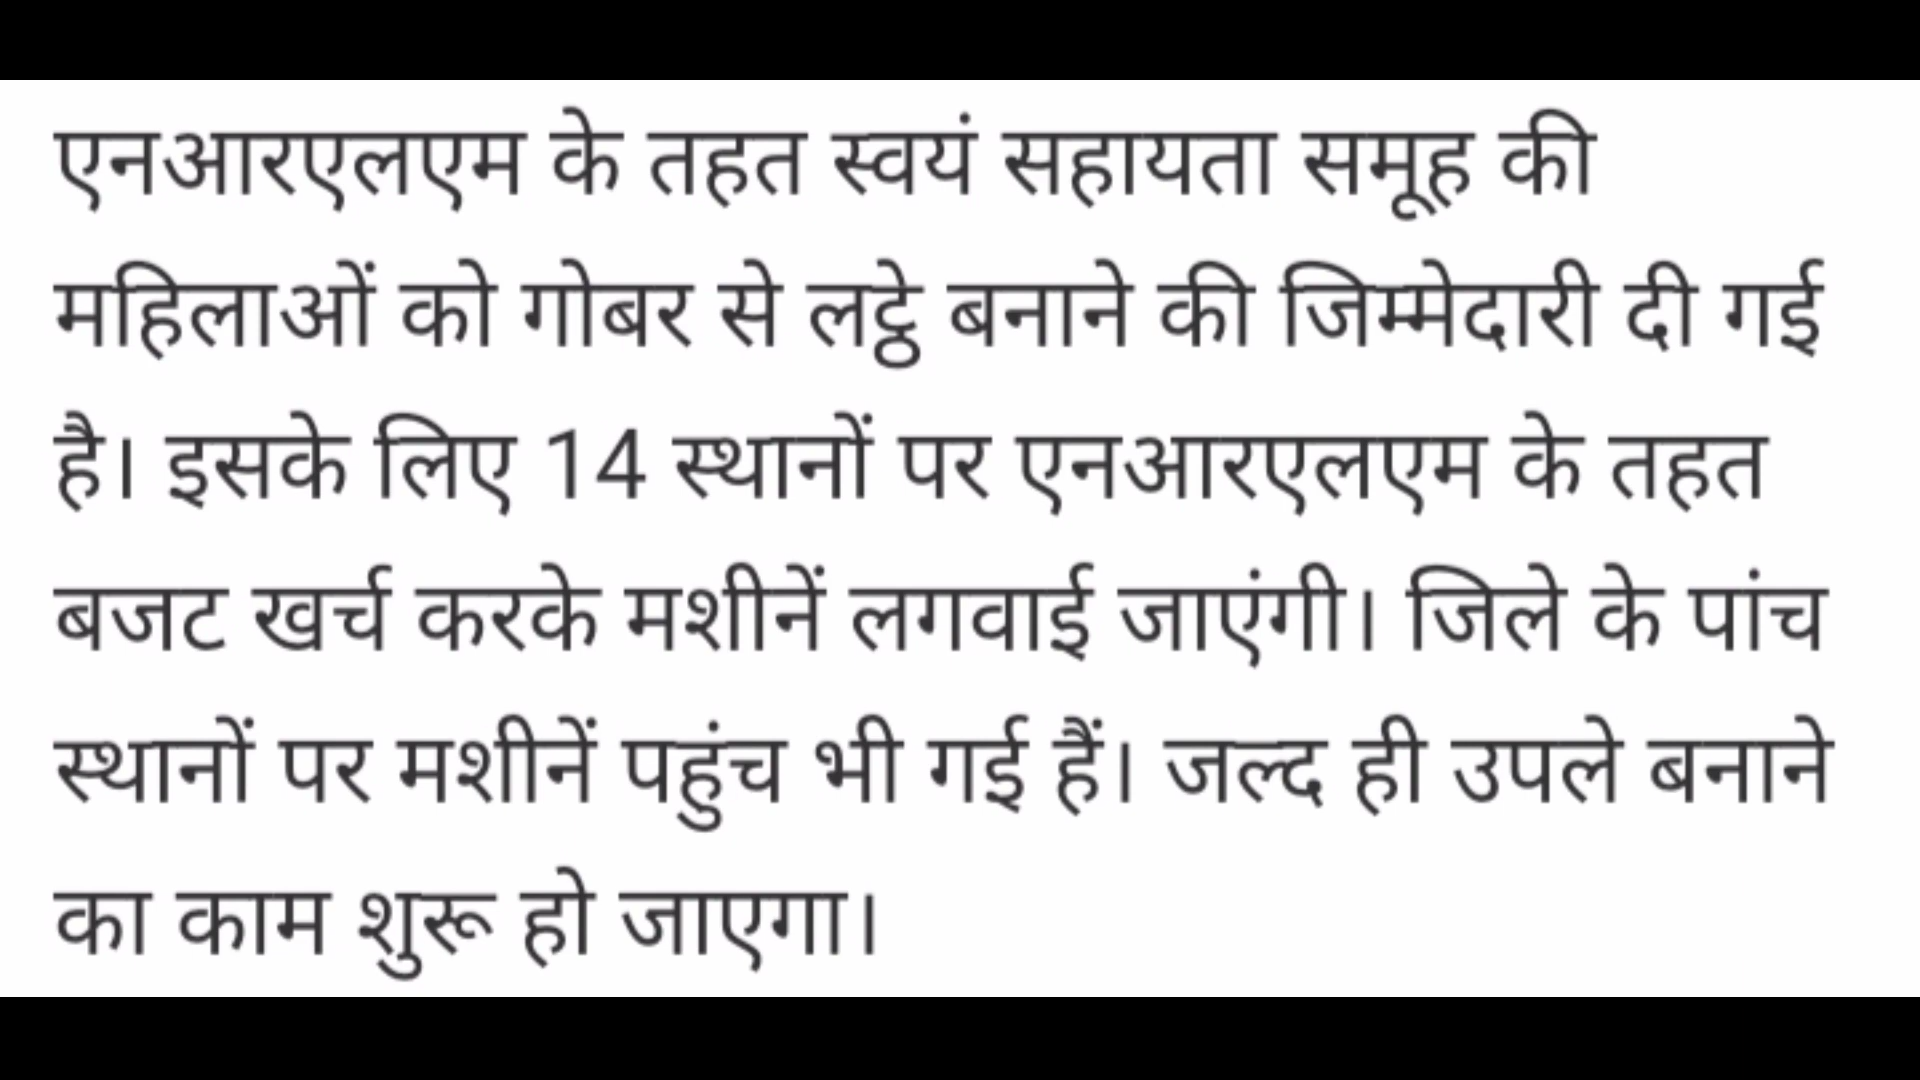 एनआरएलएम के तहत स्वयं सहायता समूह की
महिलाओं को गोबर से लट्ठे बनाने की जिम्मेदारी दी गई
है। इसके लिए 14 स्थानों पर एनआरएलएम के तहत
बजट खर्च करके मशीनें लगवाई जाएंगी। जिले के पांच
स्थानों पर मशीनें पहुंच भी गई हैं। जल्द ही उपले बनाने
का काम शुरू हो जाएगा।